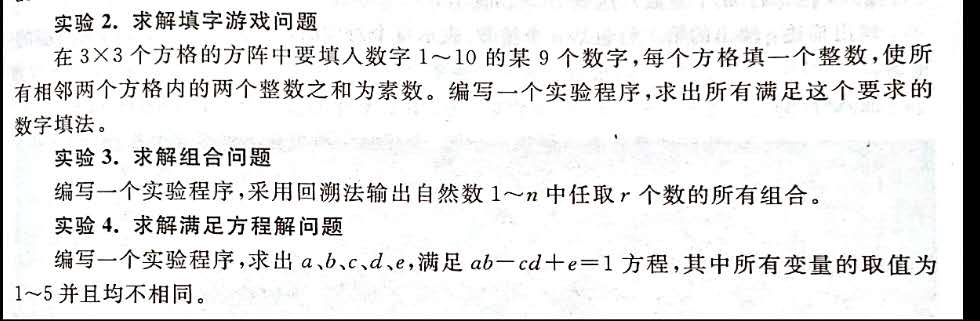 实验 2. 求解填字游戏问题
在 3×3 个方格的方阵中要填入数字 1~10 的某 9 个数字,每个方格填一个整数,使所
有相邻两个方格内的两个整数之和为素数。编写一个实验程序,求出所有满足这个要求的
数字填法。
实验 3. 求解组合问题
编写一个实验程序,采用回溯法输出自然数 1~n 中任取 r 个数的所有组合。
实验 4. 求解满足方程解问题
编写一个实验程序,求出 a、b、c、d、e,满足 ab-cd+e=1 方程,其中所有变量的取值为
1~5 并且均不相同。